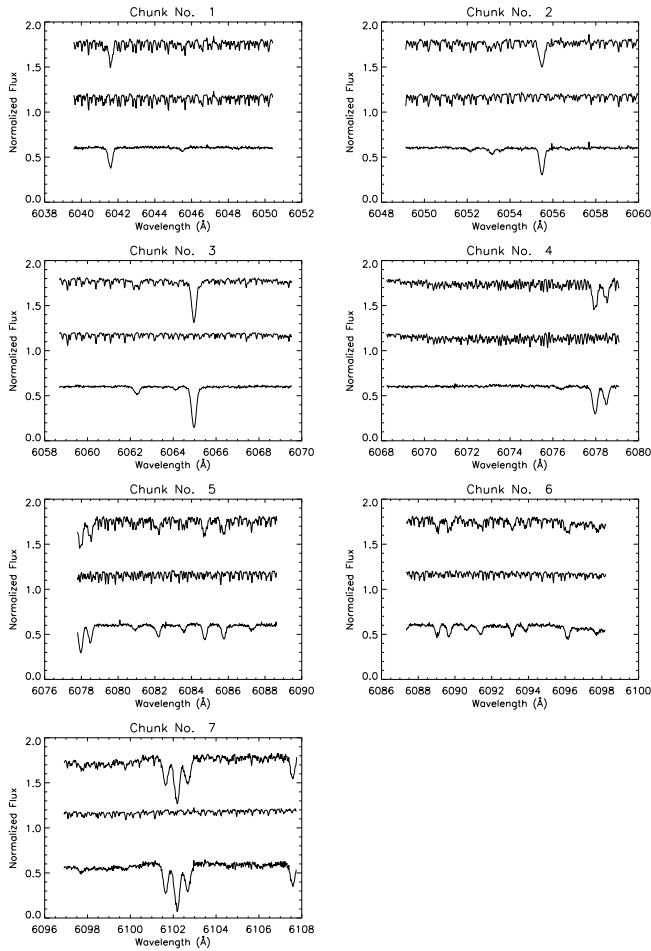 Chunk No. 1
2.0
1.5
1.0
0.5
0.0
Normalized Flux
6038 6040 6042 6044 6046 6048 6050 6052
Wavelength (Å)
Chunk No. 2
2.0
1.5
1.0
0.5
0.0
Normalized Flux
6048 6050 6052 6054 6056 6058 6060
Wavelength (Å)
Chunk No. 3
2.0
1.5
1.0
0.5
0.0
Normalized Flux
6058 6060 6062 6064 6066 6068 6070
Wavelength (Å)
Chunk No. 4
2.0
1.5
1.0
0.5
0.0
Normalized Flux
6068 6070 6072 6074 6076 6078 6080
Wavelength (Å)
Chunk No. 5
2.0
1.5
1.0
0.5
0.0
Normalized Flux
6076 6078 6080 6082 6084 6086 6088 6090
Wavelength (Å)
Chunk No. 6
2.0
1.5
1.0
0.5
0.0
Normalized Flux
6086 6088 6090 6092 6094 6096 6098 6100
Wavelength (Å)
Chunk No. 7
2.0
1.5
1.0
0.5
0.0
Normalized Flux
6096 6098 6100 6102 6104 6106 6108
Wavelength (Å)